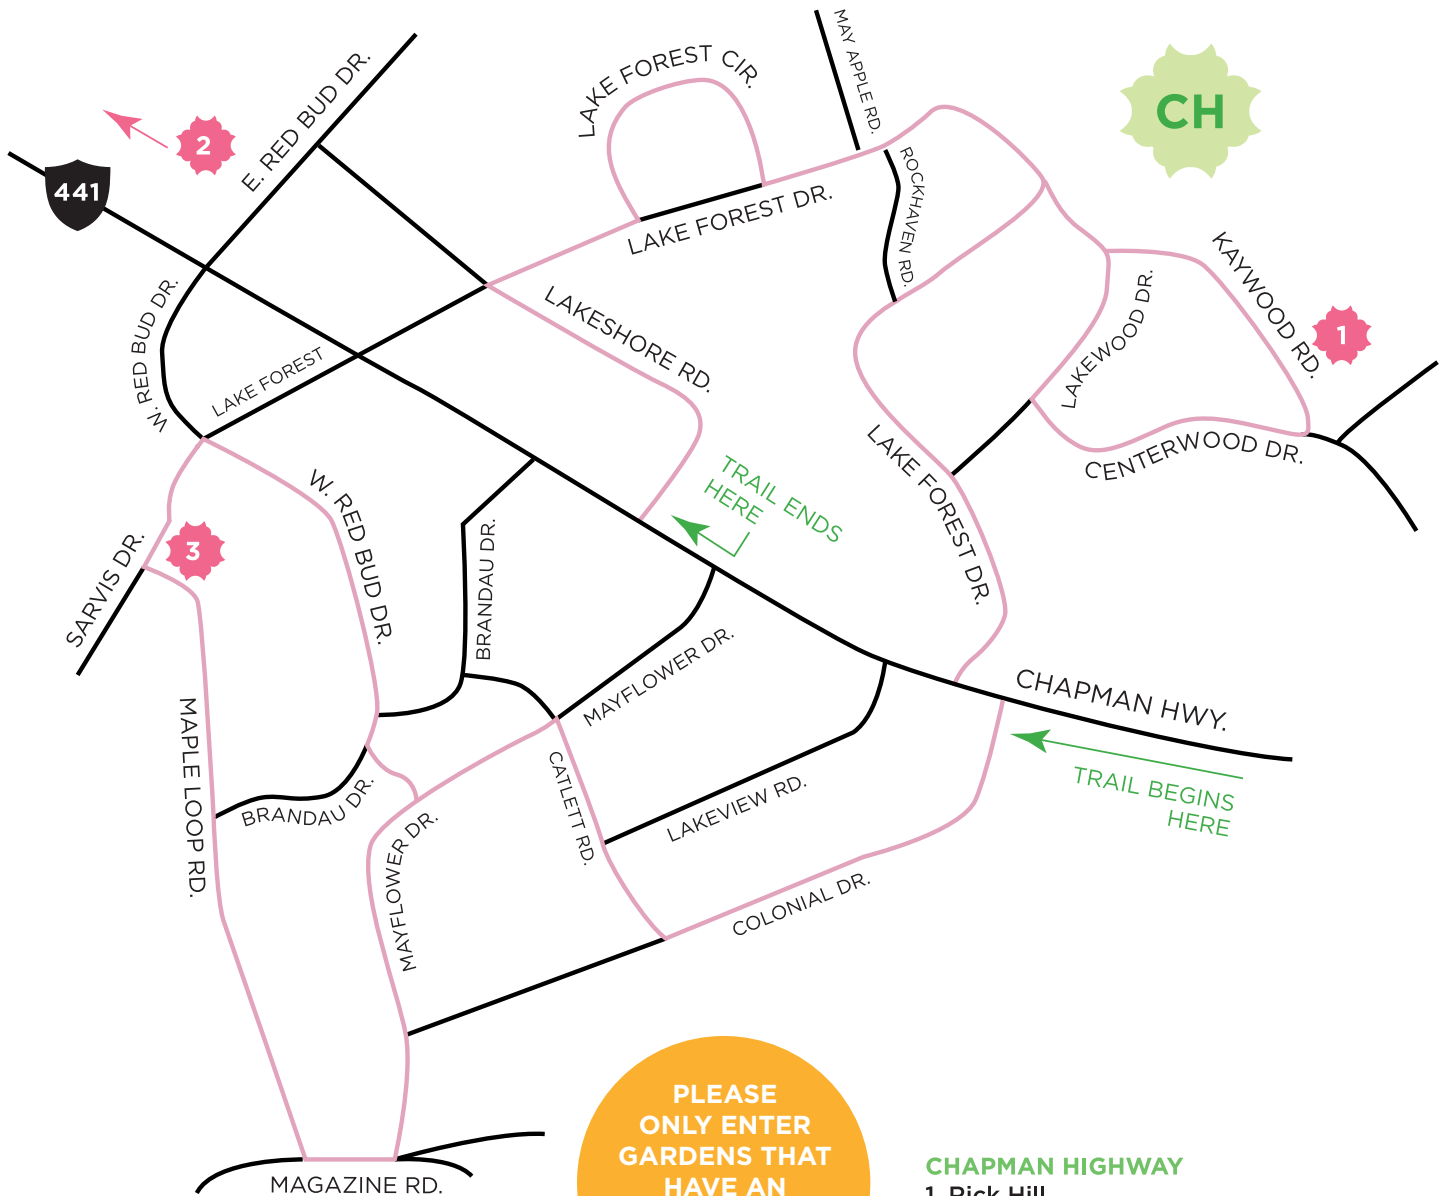 MAY APPLE RD.
LAKE FOREST CIR.
E. RED BUD DR.
CH
2
441
ROCKHAVEN RD.
LAKE FOREST DR.
KAYWOOD RD.
LAKEWOOD DR.
1
W. RED BUD DR.
LAKESHORE RD.
LAKE FOREST
CENTERWOOD DR.
LAKE FOREST DR.
TRAIL ENDS
HERE
W. RED BUD DR.
BRANDAU DR.
SARVIS DR.
3
MAYFLOWER DR.
CHAPMAN HWY.
TRAIL BEGINS
HERE
MAPLE LOOP RD.
CATLETT RD.
LAKEVIEW RD.
BRANDAU DR.
MAYFLOWER DR.
COLONIAL DR.
MAGAZINE RD.
PLEASE
ONLY ENTER
GARDENS THAT
HAVE AN
CHAPMAN HIGHWAY
1. Rick Hill